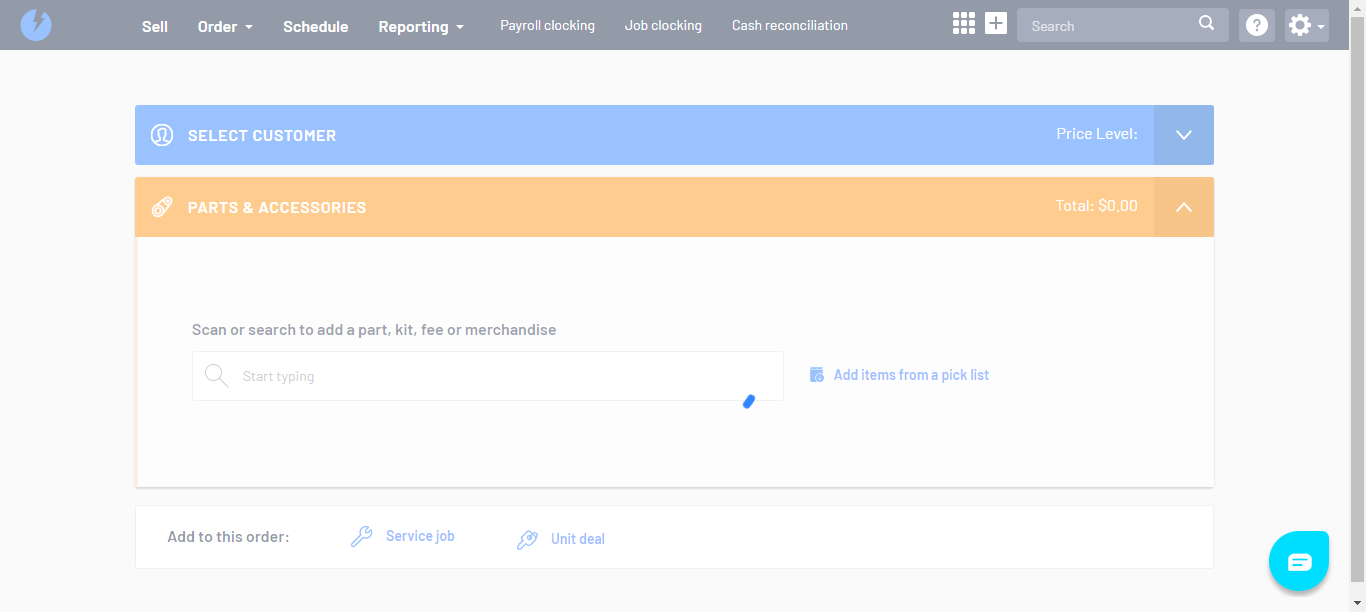 Sell Order Schedule Reporting Payroll clocking Job clocking Cash reconciliation Search
SELECT CUSTOMER Price Level:
PARTS & ACCESSORIES Total: $0.00
Scan or search to add a part, kit, fee or merchandise
Start typing Add items from a pick list
Add to this order: Service job Unit deal